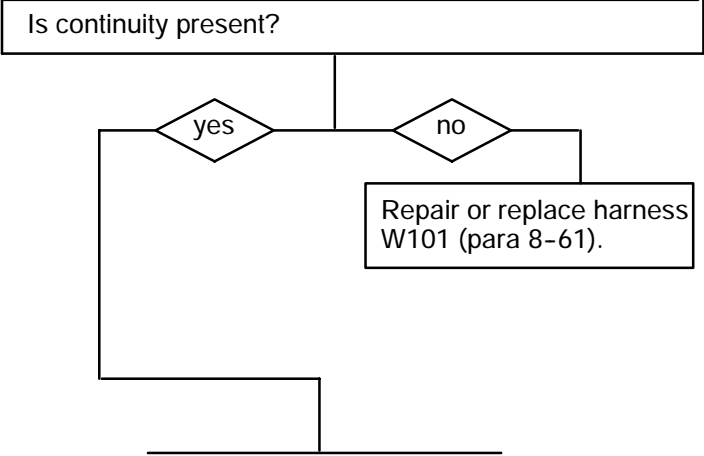 Is continuity present?
yes
no
Repair or replace harness
W101 (para 8-61).